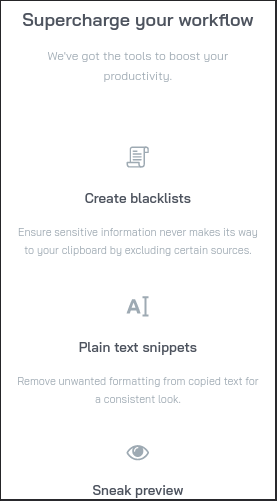 Supercharge your workflow
We've got the tools to boost your
productivity.
Create blacklists
Ensure sensitive information never makes its way
to your clipboard by excluding certain sources.
A
Plain text snippets
Remove unwanted formatting from copied text for
a consistent look.
Sneak preview